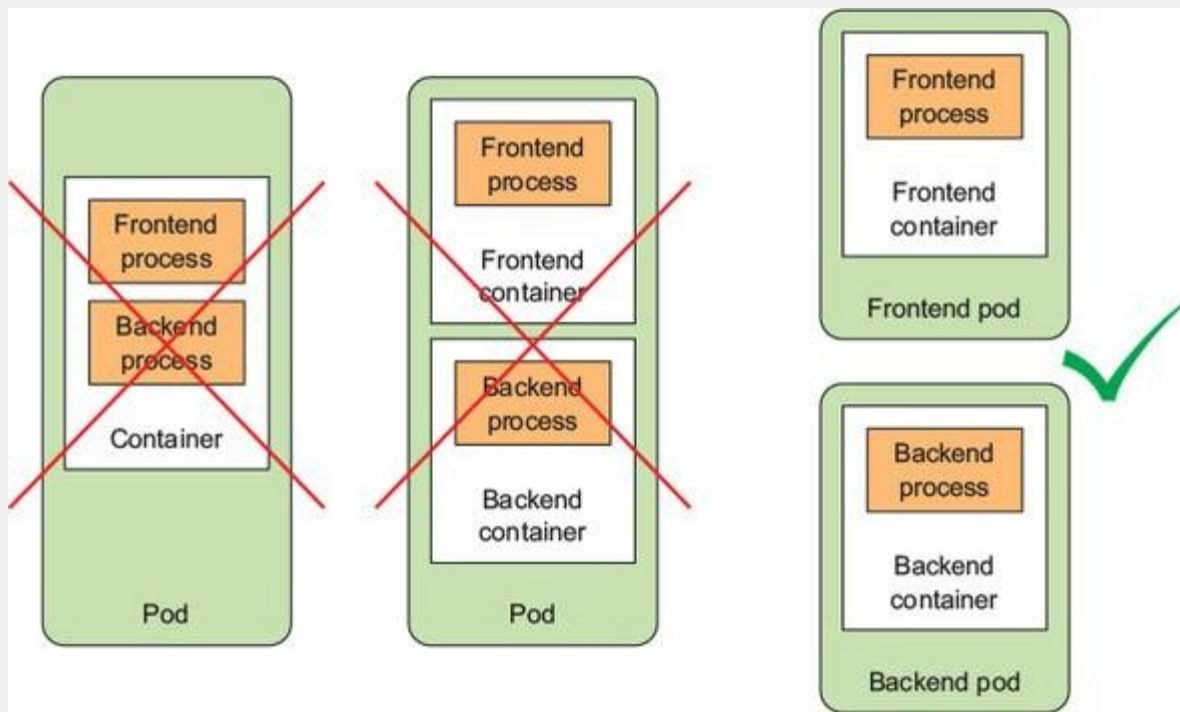 Frontend
process
Backend
process
Container
Pod
Frontend
process
Frontend
container
Backend
process
Backend
container
Pod
Frontend
process
Frontend
container
Frontend pod
Backend
process
Backend
container
Backend pod